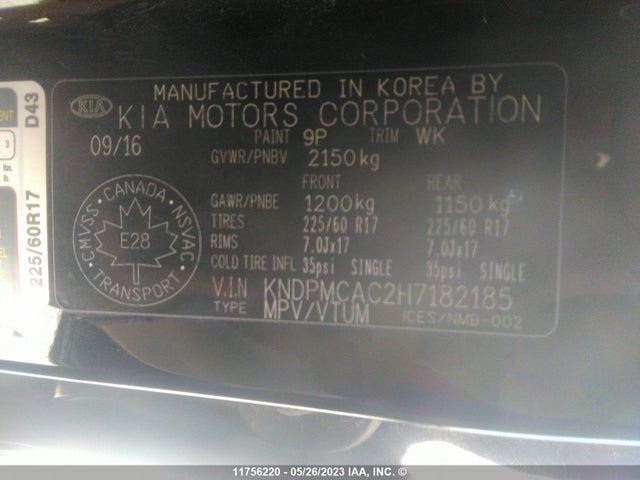 MANUFACTURED IN KOREA BY
KIA KIA MOTORS CORPORATION
09/16 PAINT 9P TRIM WK
GVWR/PNBV 2150kg
FRONT REAR
GAWR/PNBE 1200kg 1150kg
TIRES 225/60 R17 225/60 R17
RIMS 7.0Jx17 7.0Jx17
COLD TIRE INFL 35psi SINGLE 35psi SINGLE
V.I.N KNDPMCAC2H7182185
TYPE MPV/VTUM ICES/NMB-002
CANADA
CMVSS NSVAC
E28
TRANSPORT
D43
225/60R17
3
11756220 - 05/26/2023 IAA, Inc. ©